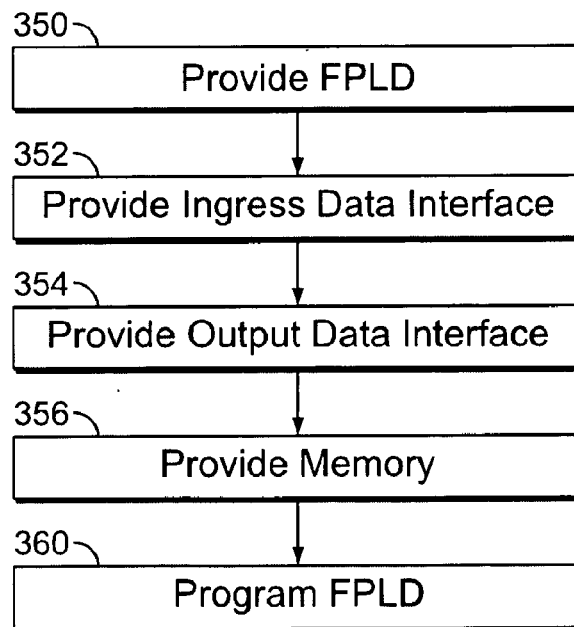 350
Provide FPLD
352
Provide Ingress Data Interface
354
Provide Output Data Interface
356
Provide Memory
360
Program FPLD